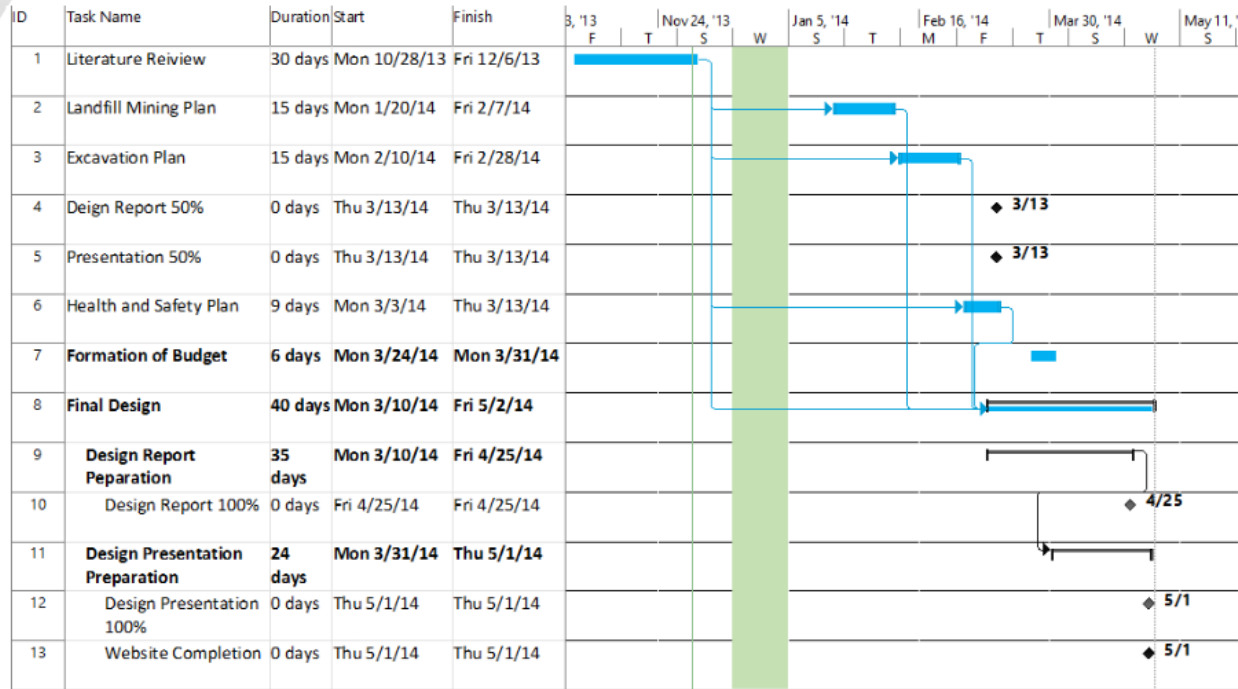 ID Task Name Duration Start Finish 3, '13 Nov 24, '13 Jan 5, '14 Feb 16, '14 Mar 30, '14 May 11, '
F T S W S T M F T S W S
1 Literature Reiview 30 days Mon 10/28/13 Fri 12/6/13
2 Landfill Mining Plan 15 days Mon 1/20/14 Fri 2/7/14
3 Excavation Plan 15 days Mon 2/10/14 Fri 2/28/14
4 Deign Report 50% 0 days Thu 3/13/14 Thu 3/13/14 3/13
5 Presentation 50% 0 days Thu 3/13/14 Thu 3/13/14 3/13
6 Health and Safety Plan 9 days Mon 3/3/14 Thu 3/13/14
7 Formation of Budget 6 days Mon 3/24/14 Mon 3/31/14
8 Final Design 40 days Mon 3/10/14 Fri 5/2/14
9 Design Report 35 Mon 3/10/14 Fri 4/25/14
Peparation days
10 Design Report 100% 0 days Fri 4/25/14 Fri 4/25/14 4/25
11 Design Presentation 24 Mon 3/31/14 Thu 5/1/14
Preparation days
12 Design Presentation 0 days Thu 5/1/14 Thu 5/1/14 5/1
100%
13 Website Completion 0 days Thu 5/1/14 Thu 5/1/14 5/1